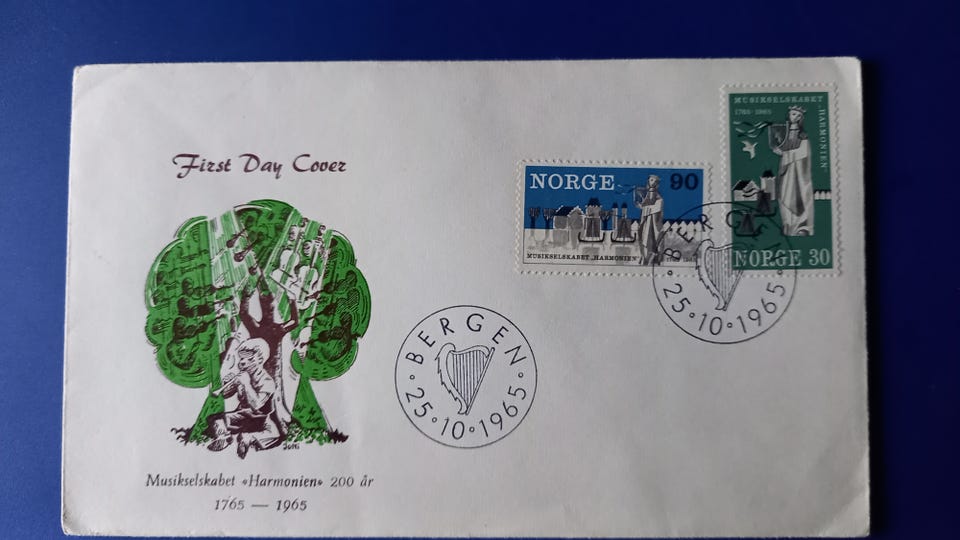 First Day Cover
Musikselskabet «Harmonien» 200 år
1765 — 1965
BERGEN
25•10•1965
NORGE 90
MUSIKSELSKABET „HARMONIEN"
MUSIKSELSKABET „HARMONIEN"
1765-1965
NORGE 30
BERGEN
25•10•1965